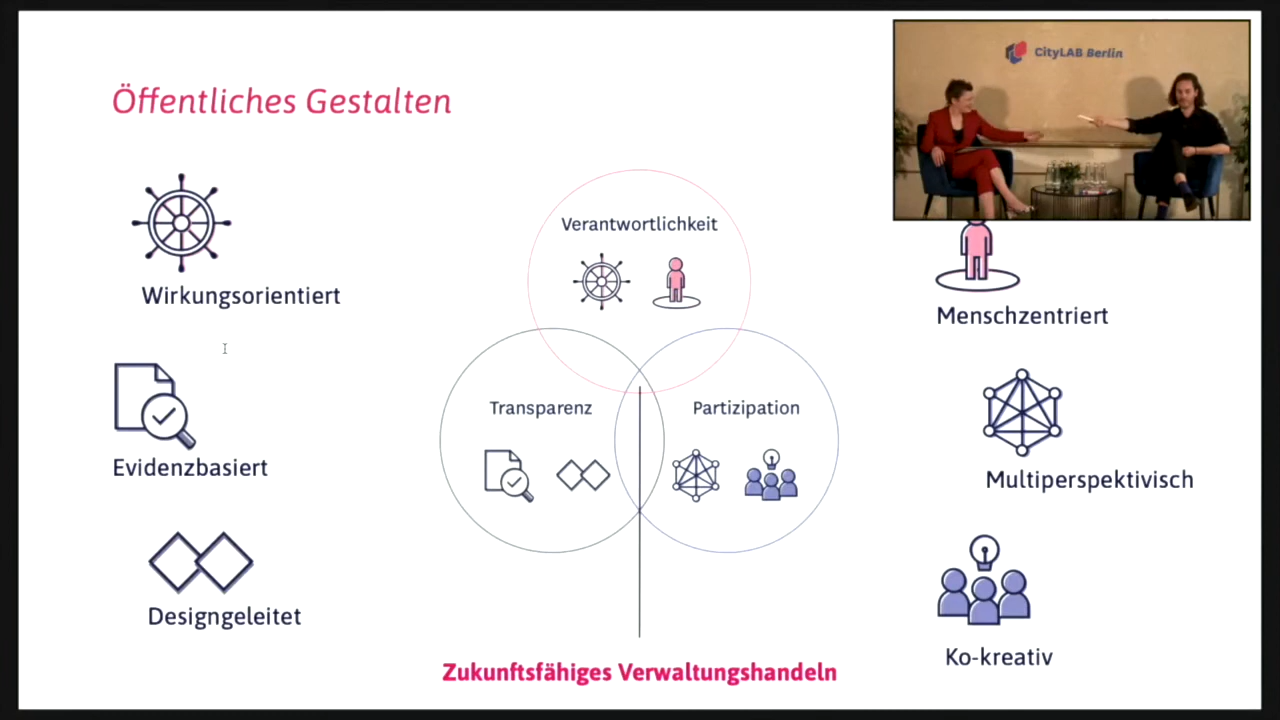 Öffentliches Gestalten
CityLAB Berlin
Wirkungsorientiert
Verantwortlichkeit
Menschzentriert
Evidenzbasiert
Transparenz
Partizipation
Multiperspektivisch
Designgeleitet
Ko-kreativ
Zukunftsfähiges Verwaltungshandeln